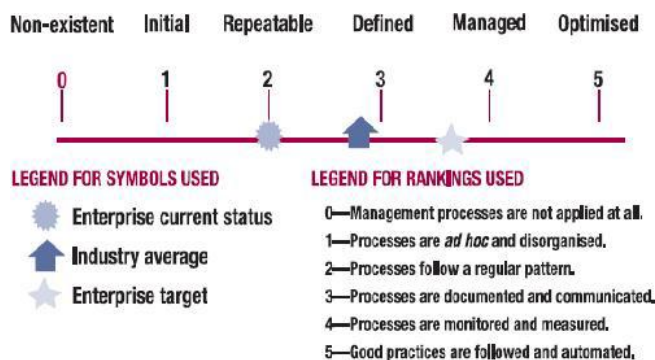 Non-existent Initial Repeatable Defined Managed Optimised
0 1 2 3 4 5
LEGEND FOR SYMBOLS USED
Enterprise current status
Industry average
Enterprise target
LEGEND FOR RANKINGS USED
0—Management processes are not applied at all.
1—Processes are ad hoc and disorganised.
2—Processes follow a regular pattern.
3—Processes are documented and communicated.
4—Processes are monitored and measured.
5—Good practices are followed and automated.